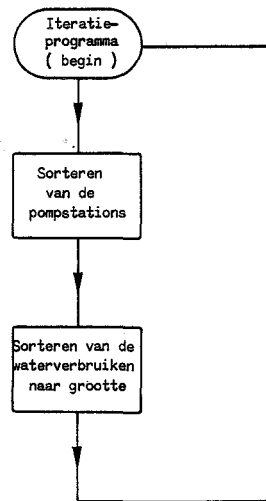 Iteratie-
programma
( begin )
Sorteren
van de
pompstations
Sorteren van de
waterverbruiken
naar grootte